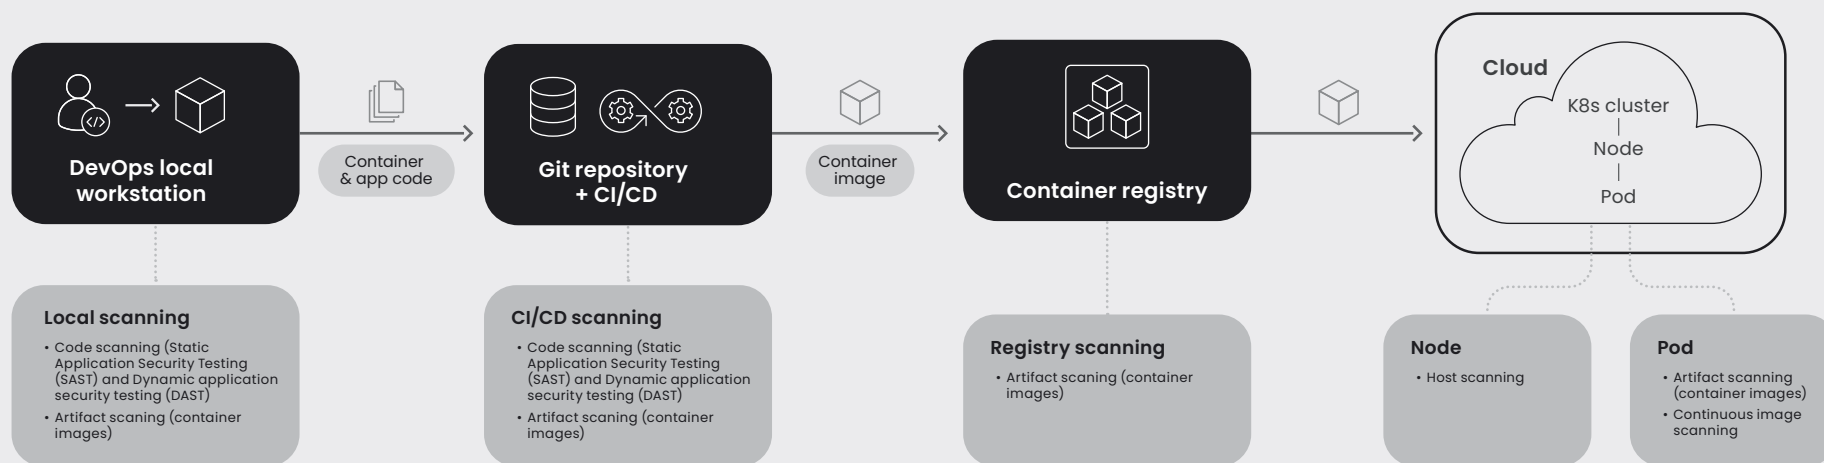 DevOps local
workstation
Container
& app code
Git repository
+ CI/CD
Container
image
Container registry
Cloud
K8s cluster
Node
Pod
Local scanning
• Code scanning (Static
Application Security Testing
(SAST) and Dynamic application
security testing (DAST)
• Artifact scaning (container
images)
CI/CD scanning
• Code scanning (Static
Application Security Testing
(SAST) and Dynamic application
security testing (DAST)
• Artifact scaning (container
images)
Registry scanning
• Artifact scaning (container
images)
Node
• Host scanning
Pod
• Artifact scanning
(container images)
• Continuous image
scanning